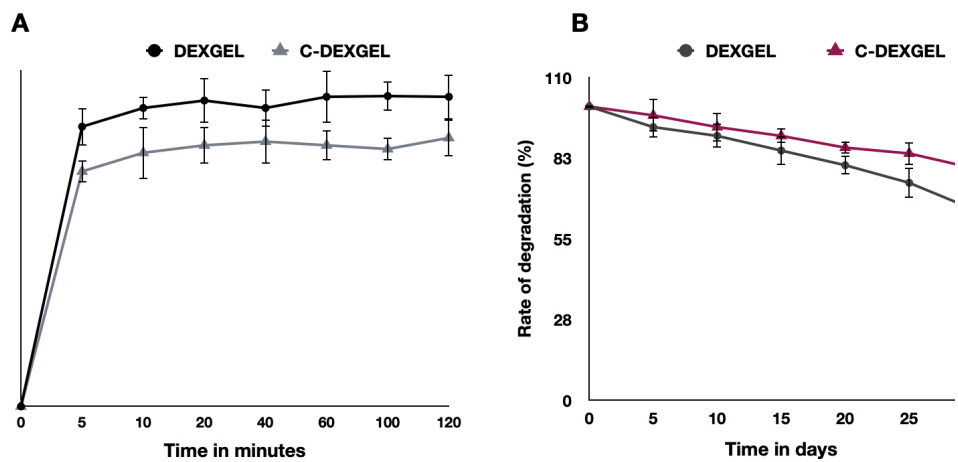 A
DEXGEL C-DEXGEL
0 5 10 20 40 60 100 120
Time in minutes
B
DEXGEL C-DEXGEL
Rate of degradation (%)
110
83
55
28
0
0 5 10 15 20 25
Time in days